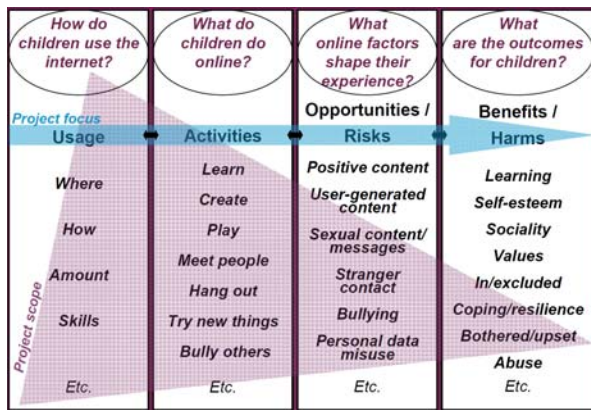 How do
children use the
internet?
What do
children do
online?
What
online factors
shape their
experience?
What
are the outcomes
for children?
Project focus
Usage
Activities
Opportunities /
Risks
Benefits /
Harms
Where
How
Amount
Skills
Etc.
Learn
Create
Play
Meet people
Hang out
Try new things
Bully others
Etc.
Positive content
User-generated
content
Sexual content/
messages
Stranger
contact
Bullying
Personal data
misuse
Etc.
Learning
Self-esteem
Sociality
Values
In/excluded
Coping/resilience
Bothered/upset
Abuse
Etc.
Project scope